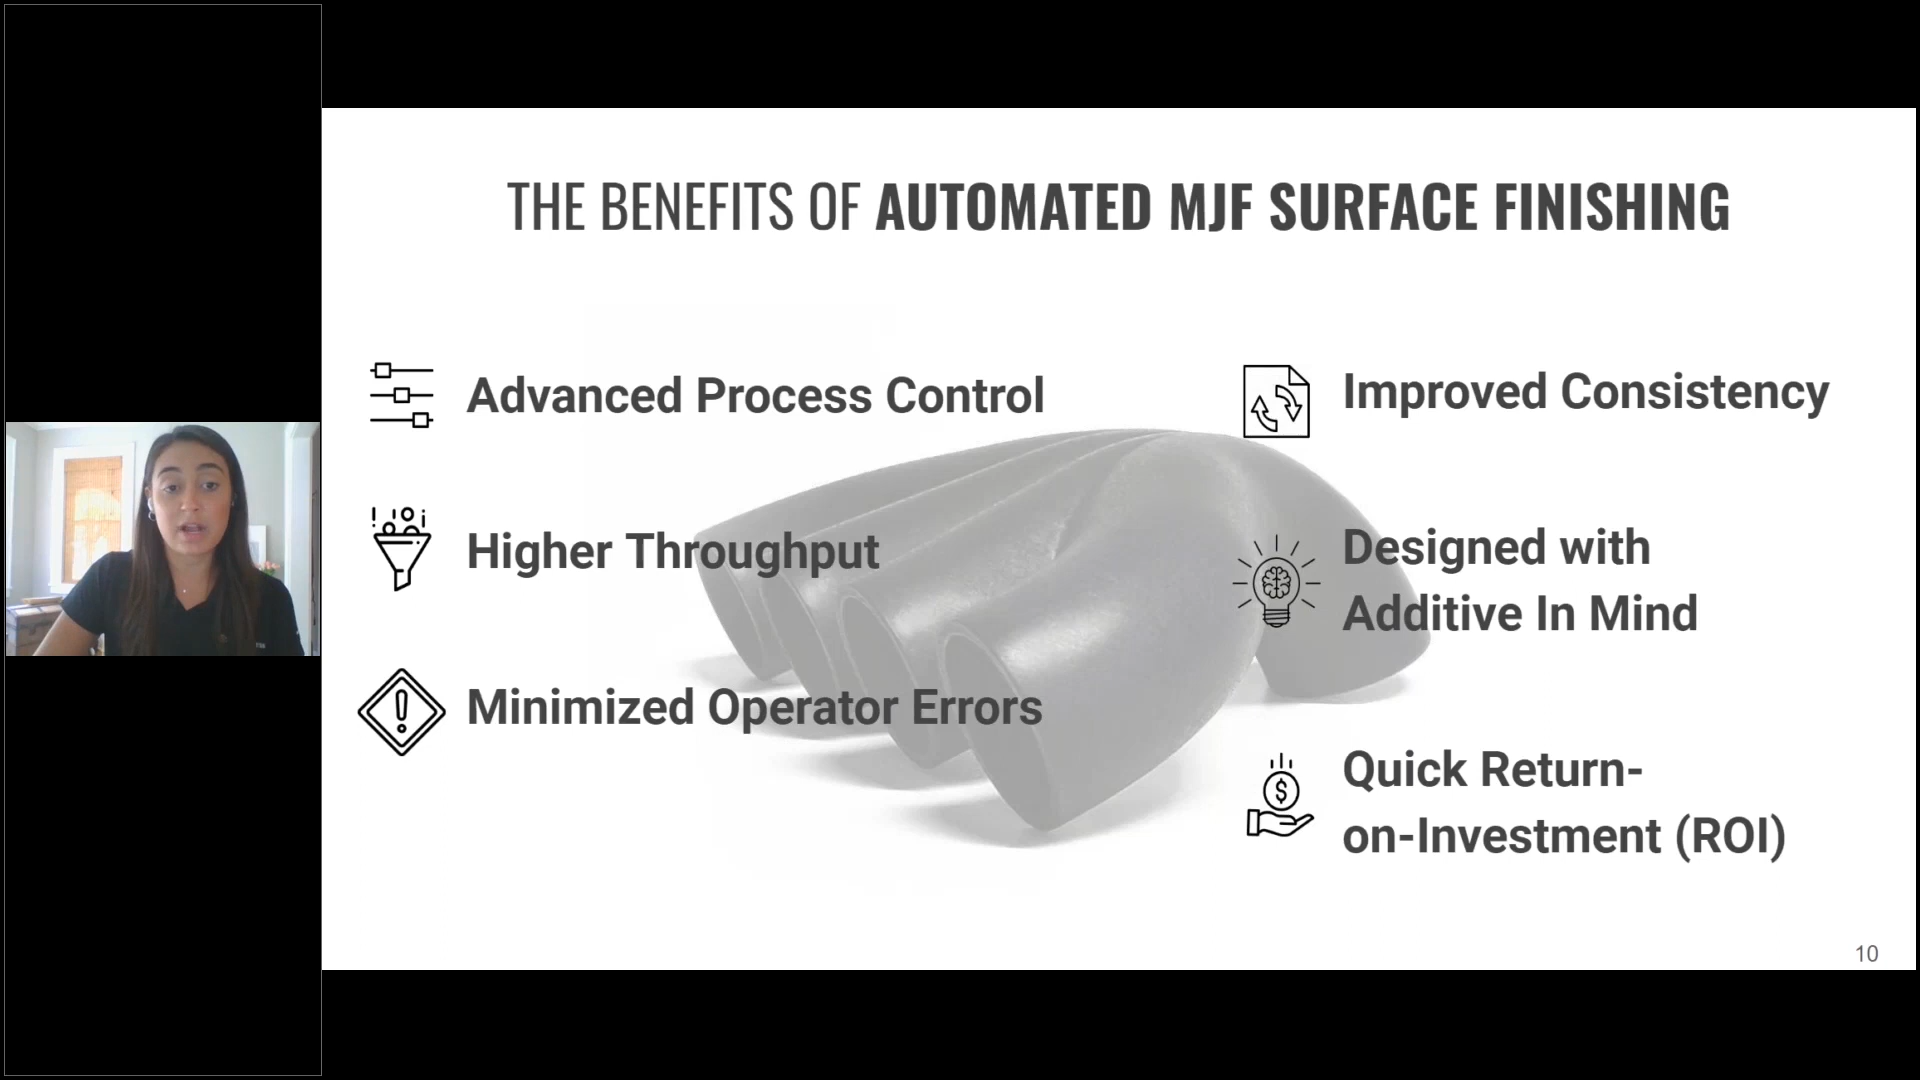 THE BENEFITS OF AUTOMATED MJF SURFACE FINISHING
Advanced Process Control
Higher Throughput
Minimized Operator Errors
Improved Consistency
Designed with
Additive In Mind
Quick Return-
on-Investment (ROI)
10